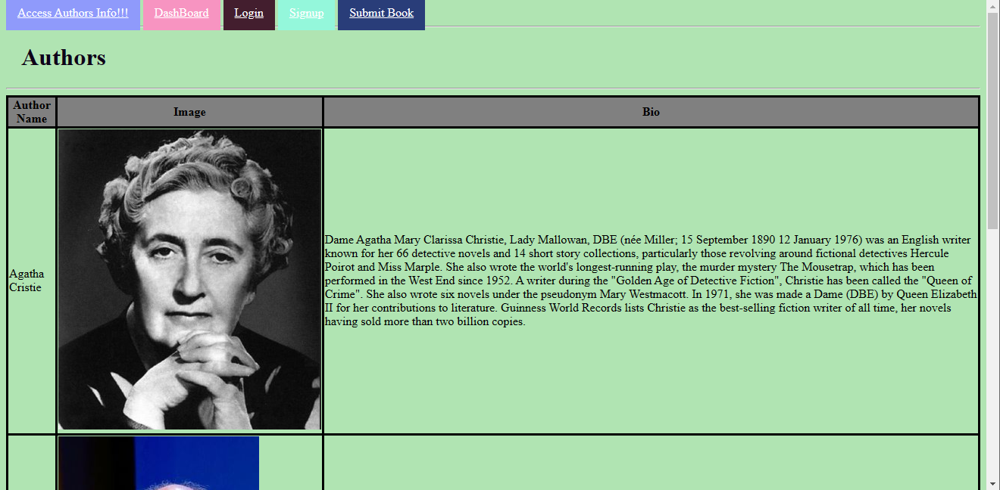 Access Authors Info!!! DashBoard Login Signup Submit Book
Authors
Author
Name
Image
Bio
Agatha
Cristie
Dame Agatha Mary Clarissa Christie, Lady Mallowan, DBE (née Miller; 15 September 1890 12 January 1976) was an English writer
known for her 66 detective novels and 14 short story collections, particularly those revolving around fictional detectives Hercule
Poirot and Miss Marple. She also wrote the world's longest-running play, the murder mystery The Mousetrap, which has been
performed in the West End since 1952. A writer during the "Golden Age of Detective Fiction", Christie has been called the "Queen of
Crime". She also wrote six novels under the pseudonym Mary Westmacott. In 1971, she was made a Dame (DBE) by Queen Elizabeth
II for her contributions to literature. Guinness World Records lists Christie as the best-selling fiction writer of all time, her novels
having sold more than two billion copies.